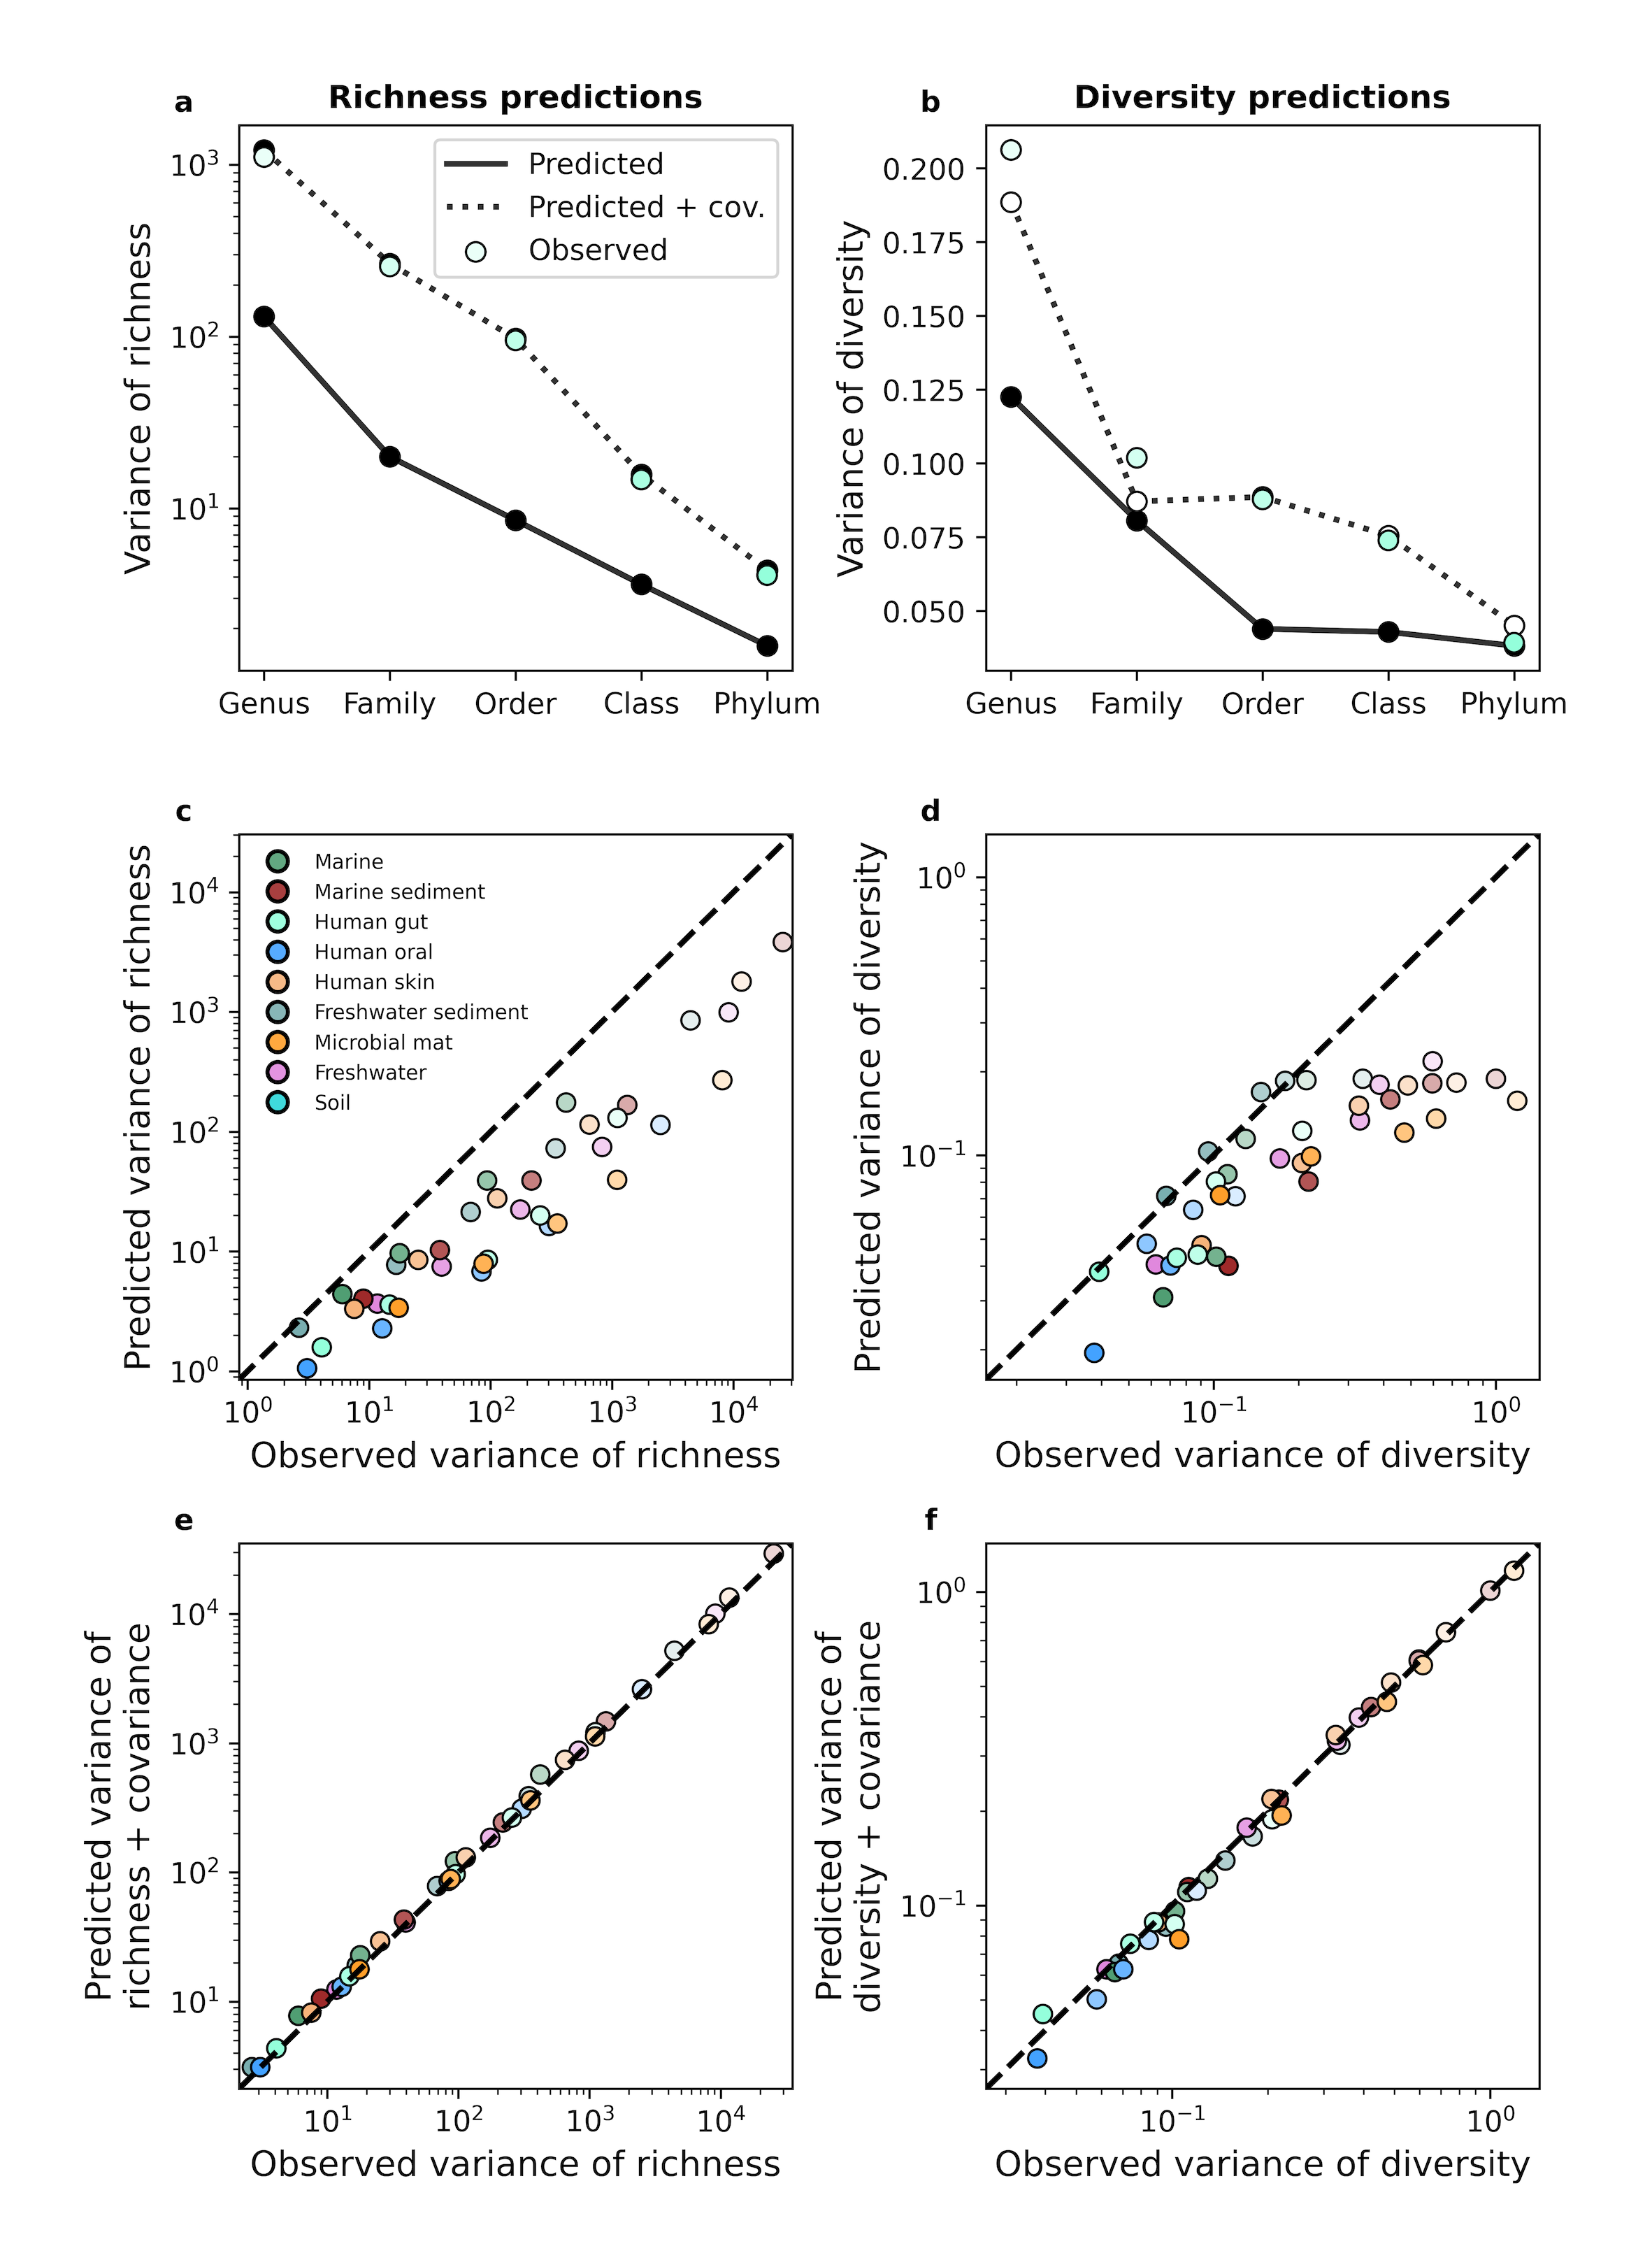 a
Richness predictions
Variance of richness
10³
10²
10¹
Predicted
Predicted + cov.
Observed
Genus Family Order Class Phylum
b
Diversity predictions
Variance of diversity
0.200
0.175
0.150
0.125
0.100
0.075
0.050
Genus Family Order Class Phylum
c
Predicted variance of richness
10⁴
10³
10²
10¹
10⁰
Marine
Marine sediment
Human gut
Human oral
Human skin
Freshwater sediment
Microbial mat
Freshwater
Soil
10⁰ 10¹ 10² 10³ 10⁴
Observed variance of richness
d
Predicted variance of diversity
10⁰
10⁻¹
10⁻¹ 10⁰
Observed variance of diversity
e
Predicted variance of
richness + covariance
10⁴
10³
10²
10¹
10¹ 10² 10³ 10⁴
Observed variance of richness
f
Predicted variance of
diversity + covariance
10⁰
10⁻¹
10⁻¹ 10⁰
Observed variance of diversity